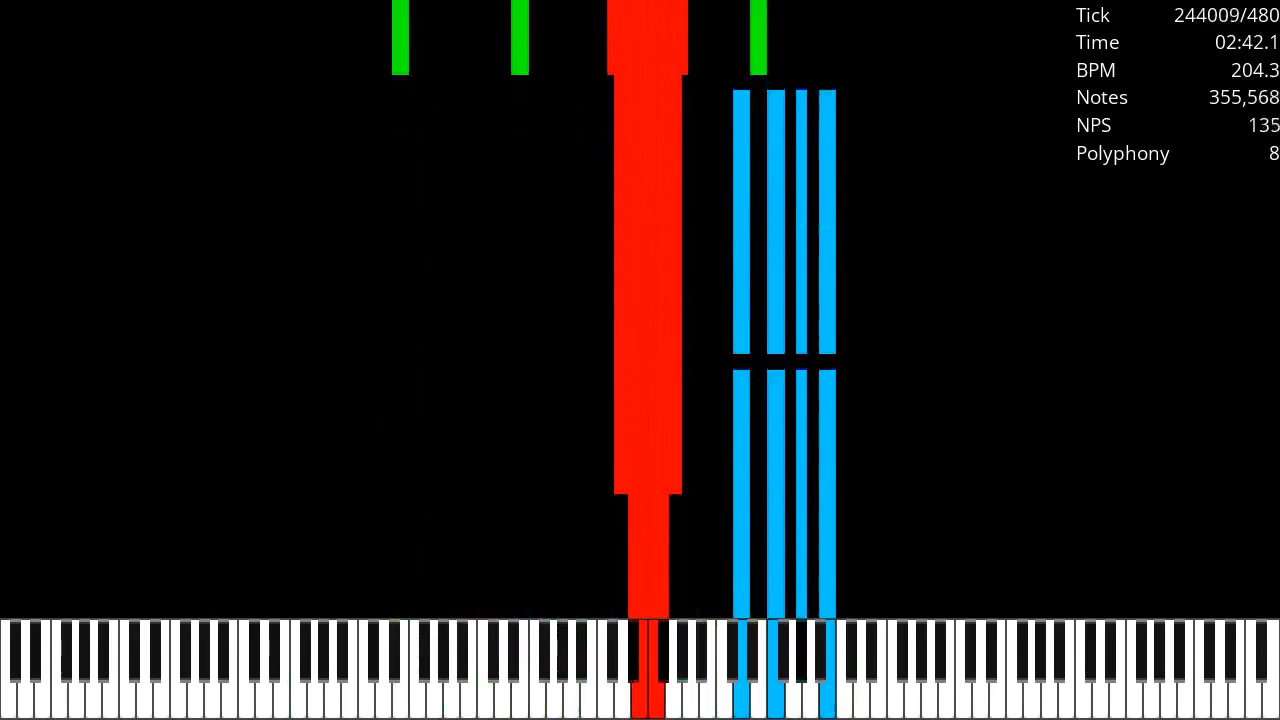 Tick 244009/480
Time 02:42.1
BPM 204.3
Notes 355,568
NPS 135
Polyphony 8